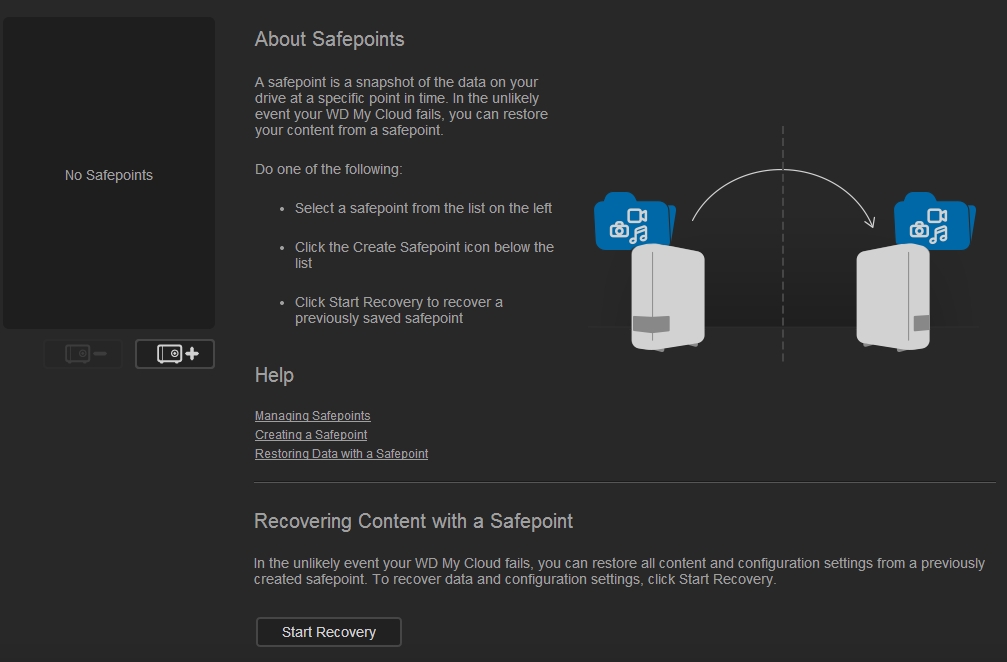 No Safepoints
About Safepoints
A safepoint is a snapshot of the data on your
drive at a specific point in time. In the unlikely
event your WD My Cloud fails, you can restore
your content from a safepoint.
Do one of the following:
• Select a safepoint from the list on the left
• Click the Create Safepoint icon below the
list
• Click Start Recovery to recover a
previously saved safepoint
Help
Managing Safepoints
Creating a Safepoint
Restoring Data with a Safepoint
Recovering Content with a Safepoint
In the unlikely event your WD My Cloud fails, you can restore all content and configuration settings from a previously
created safepoint. To recover data and configuration settings, click Start Recovery.
Start Recovery